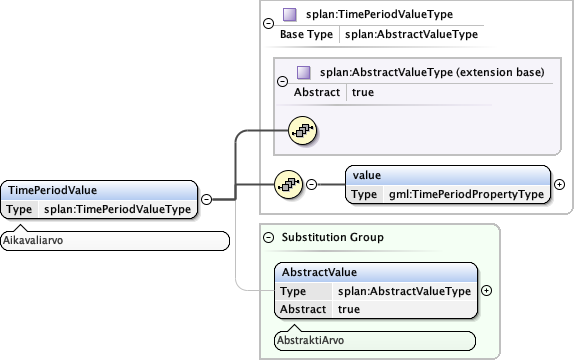 splan:TimePeriodValueType
Base Type splan:AbstractValueType
splan:AbstractValueType (extension base)
Abstract true
value
Type gml:TimePeriodPropertyType
TimePeriodValue
Type splan:TimePeriodValueType
Aikavaliarvo
Substitution Group
AbstractValue
Type splan:AbstractValueType
Abstract true
AbstraktiArvo